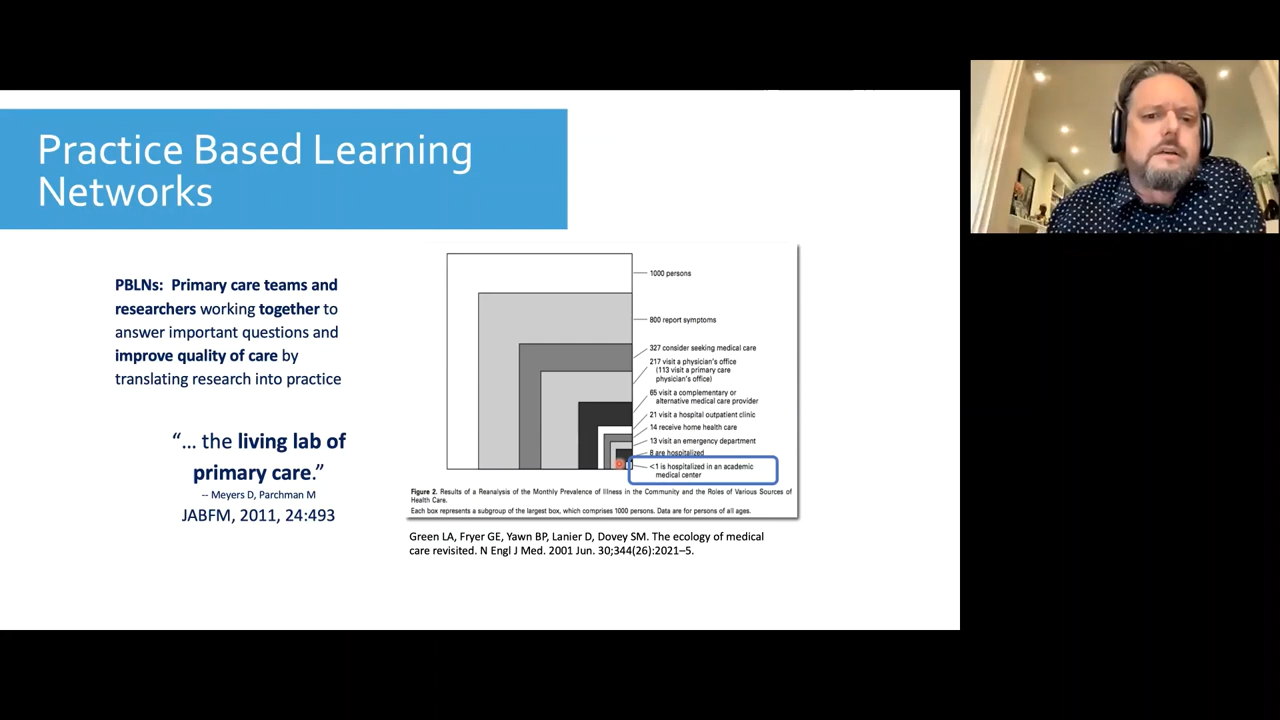 Practice Based Learning
Networks
PBLNs: Primary care teams and
researchers working together to
answer important questions and
improve quality of care by
translating research into practice
“... the living lab of
primary care.”
-- Meyers D, Parchman M
JABFM, 2011, 24:493
1000 persons
800 report symptoms
327 consider seeking medical care
217 visit a physician's office
(113 visit a primary care
physician's office)
65 visit a complementary or
alternative medical care provider
21 visit a hospital outpatient clinic
14 receive home health care
13 visit an emergency department
8 are hospitalized
<1 is hospitalized in an academic
medical center
Figure 2. Results of a Reanalysis of the Monthly Prevalence of Illness in the Community and the Roles of Various Sources of
Health Care.
Each box represents a subgroup of the largest box, which comprises 1000 persons. Data are for persons of all ages.
Green LA, Fryer GE, Yawn BP, Lanier D, Dovey SM. The ecology of medical
care revisited. N Engl J Med. 2001 Jun. 30;344(26):2021–5.